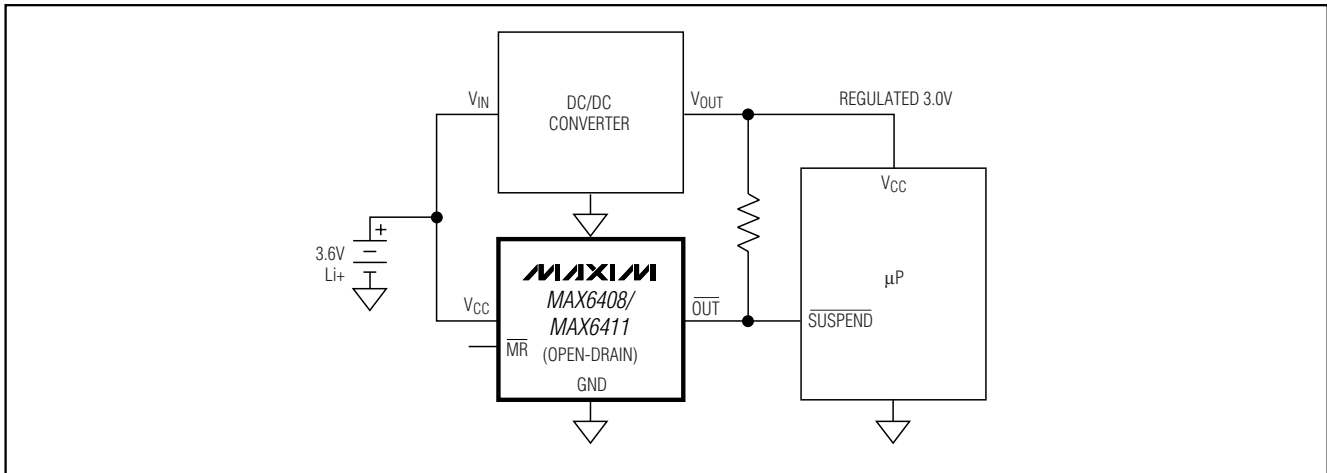 VIN
DC/DC
CONVERTER
VOUT
REGULATED 3.0V
VCC
+
3.6V
Li+
VCC
MAXIM
MAX6408/
MAX6411
(OPEN-DRAIN)
MR
GND
OUT
SUSPEND
μP